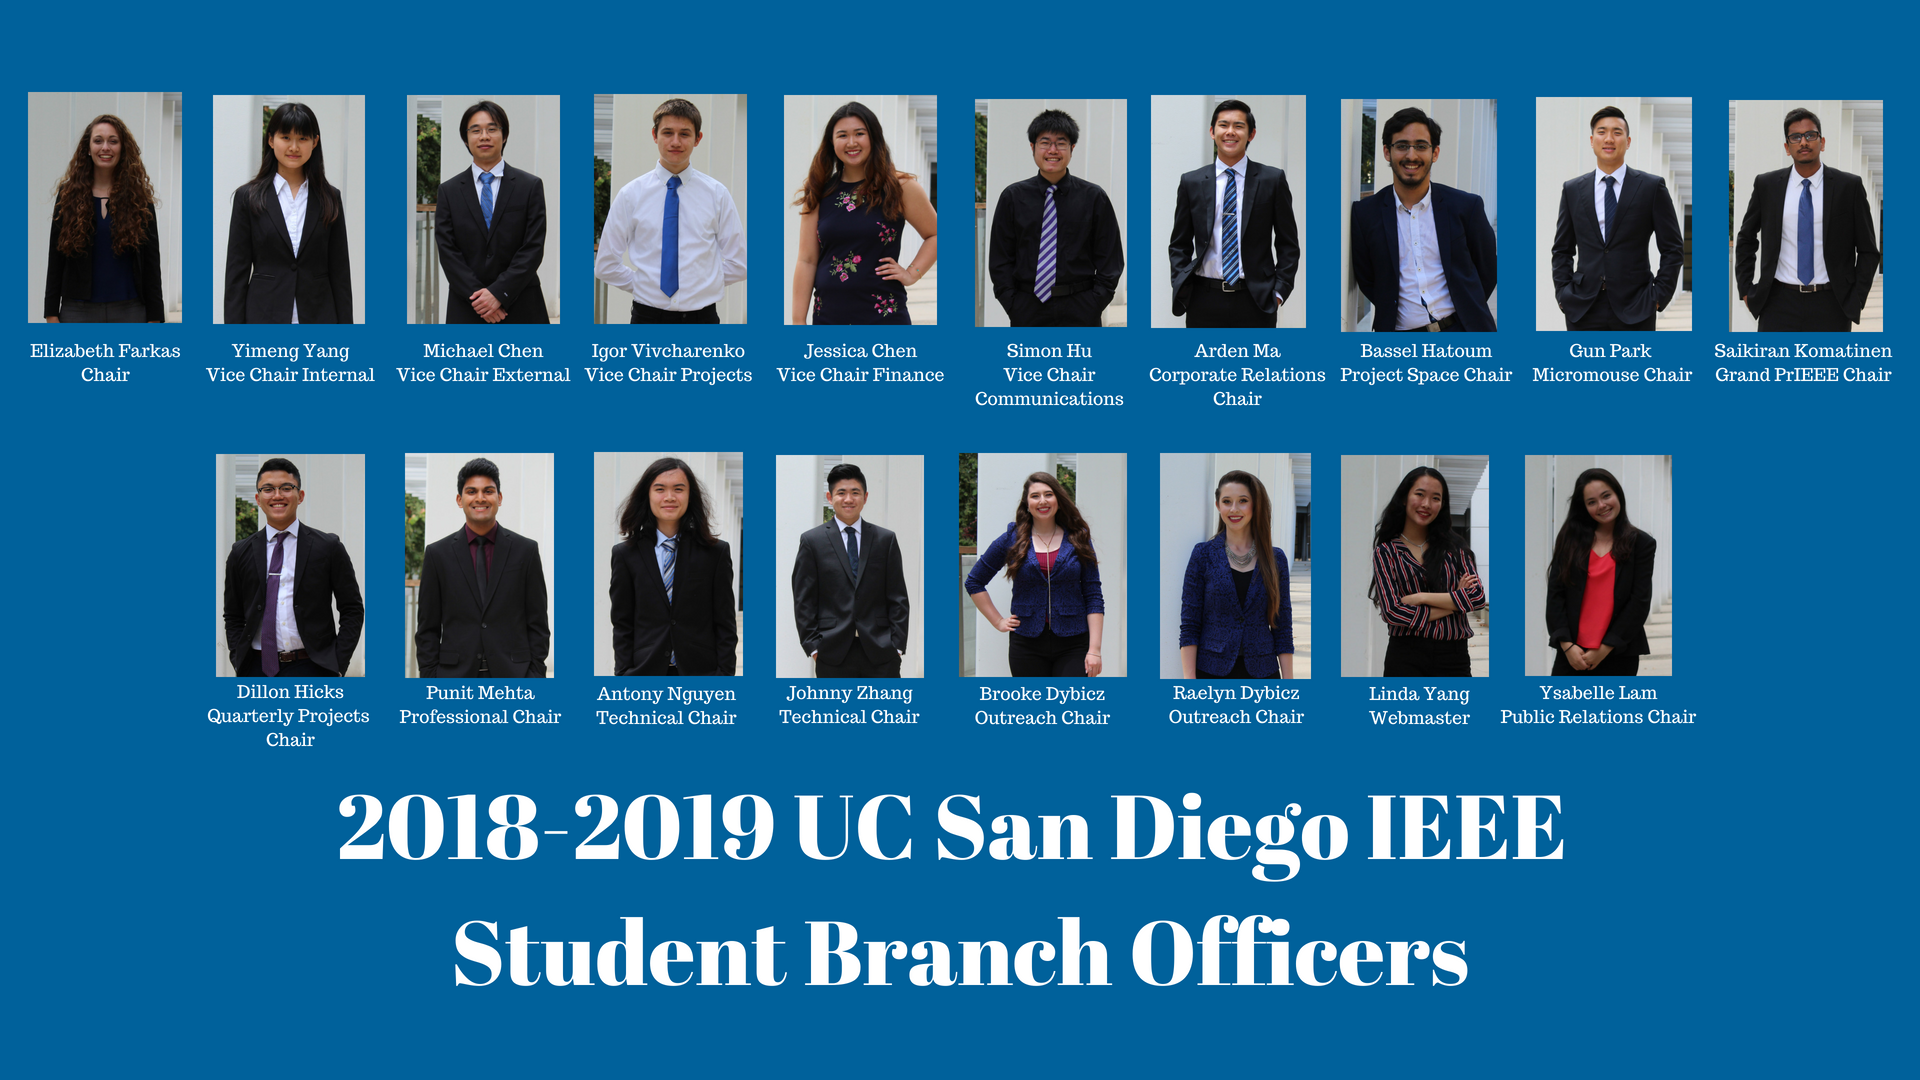 Elizabeth Farkas
Chair
Yimeng Yang
Vice Chair Internal
Michael Chen
Vice Chair External
Igor Vivcharenko
Vice Chair Projects
Jessica Chen
Vice Chair Finance
Simon Hu
Vice Chair
Communications
Arden Ma
Corporate Relations
Chair
Bassel Hatoum
Project Space Chair
Gun Park
Micromouse Chair
Saikiran Komatinen
Grand PrIEEE Chair
Dillon Hicks
Quarterly Projects
Chair
Punit Mehta
Professional Chair
Antony Nguyen
Technical Chair
Johnny Zhang
Technical Chair
Brooke Dybicz
Outreach Chair
Raelyn Dybicz
Outreach Chair
Linda Yang
Webmaster
Ysabelle Lam
Public Relations Chair
2018-2019 UC San Diego IEEE
Student Branch Officers